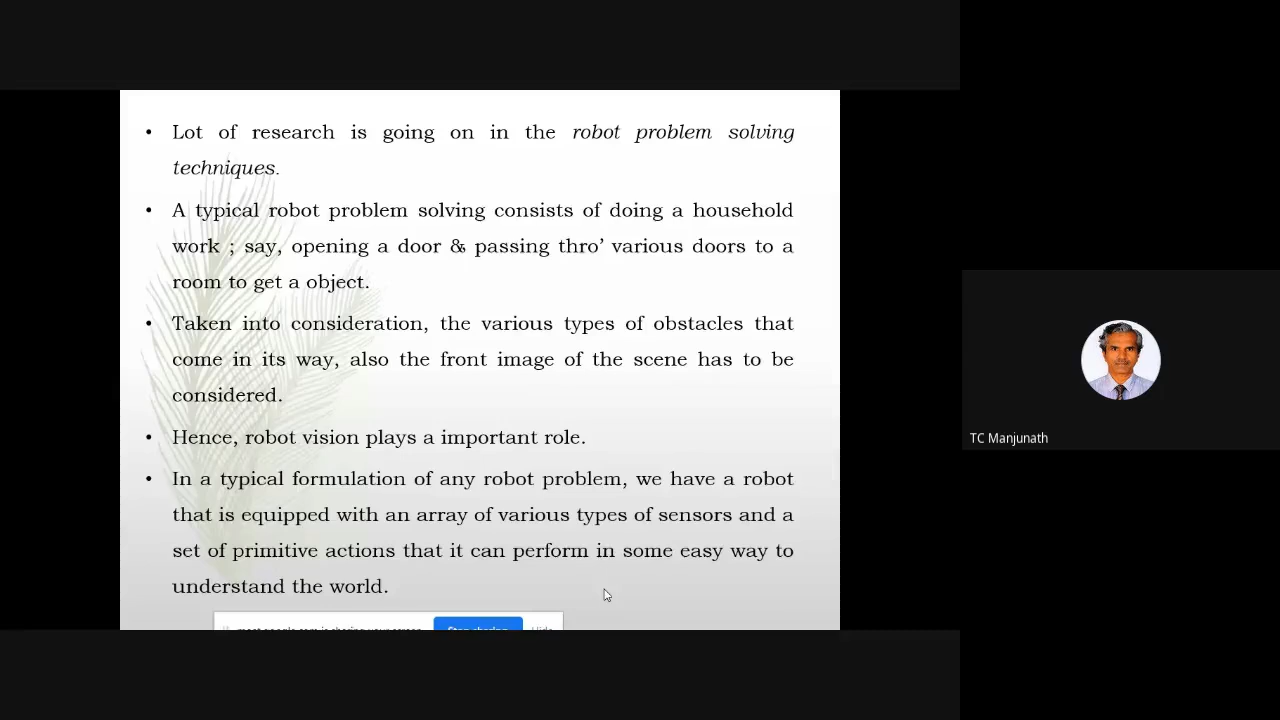 • Lot of research is going on in the robot problem solving
techniques.
• A typical robot problem solving consists of doing a household
work ; say, opening a door & passing thro’ various doors to a
room to get a object.
• Taken into consideration, the various types of obstacles that
come in its way, also the front image of the scene has to be
considered.
• Hence, robot vision plays a important role.
• In a typical formulation of any robot problem, we have a robot
that is equipped with an array of various types of sensors and a
set of primitive actions that it can perform in some easy way to
understand the world.
TC Manjunath